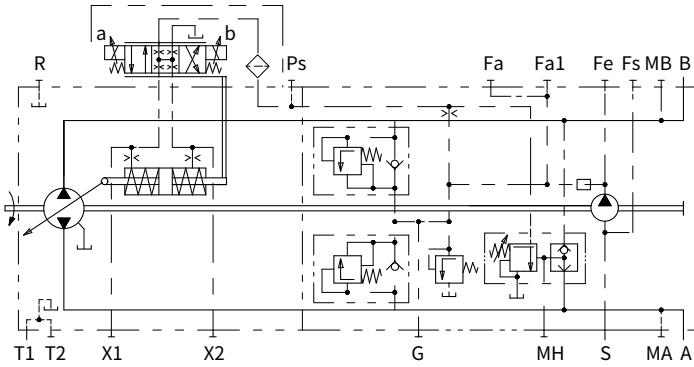 a b
R Ps Fa Fa1 Fe Fs MB B
T1 T2 X1 X2 G MH S MA A